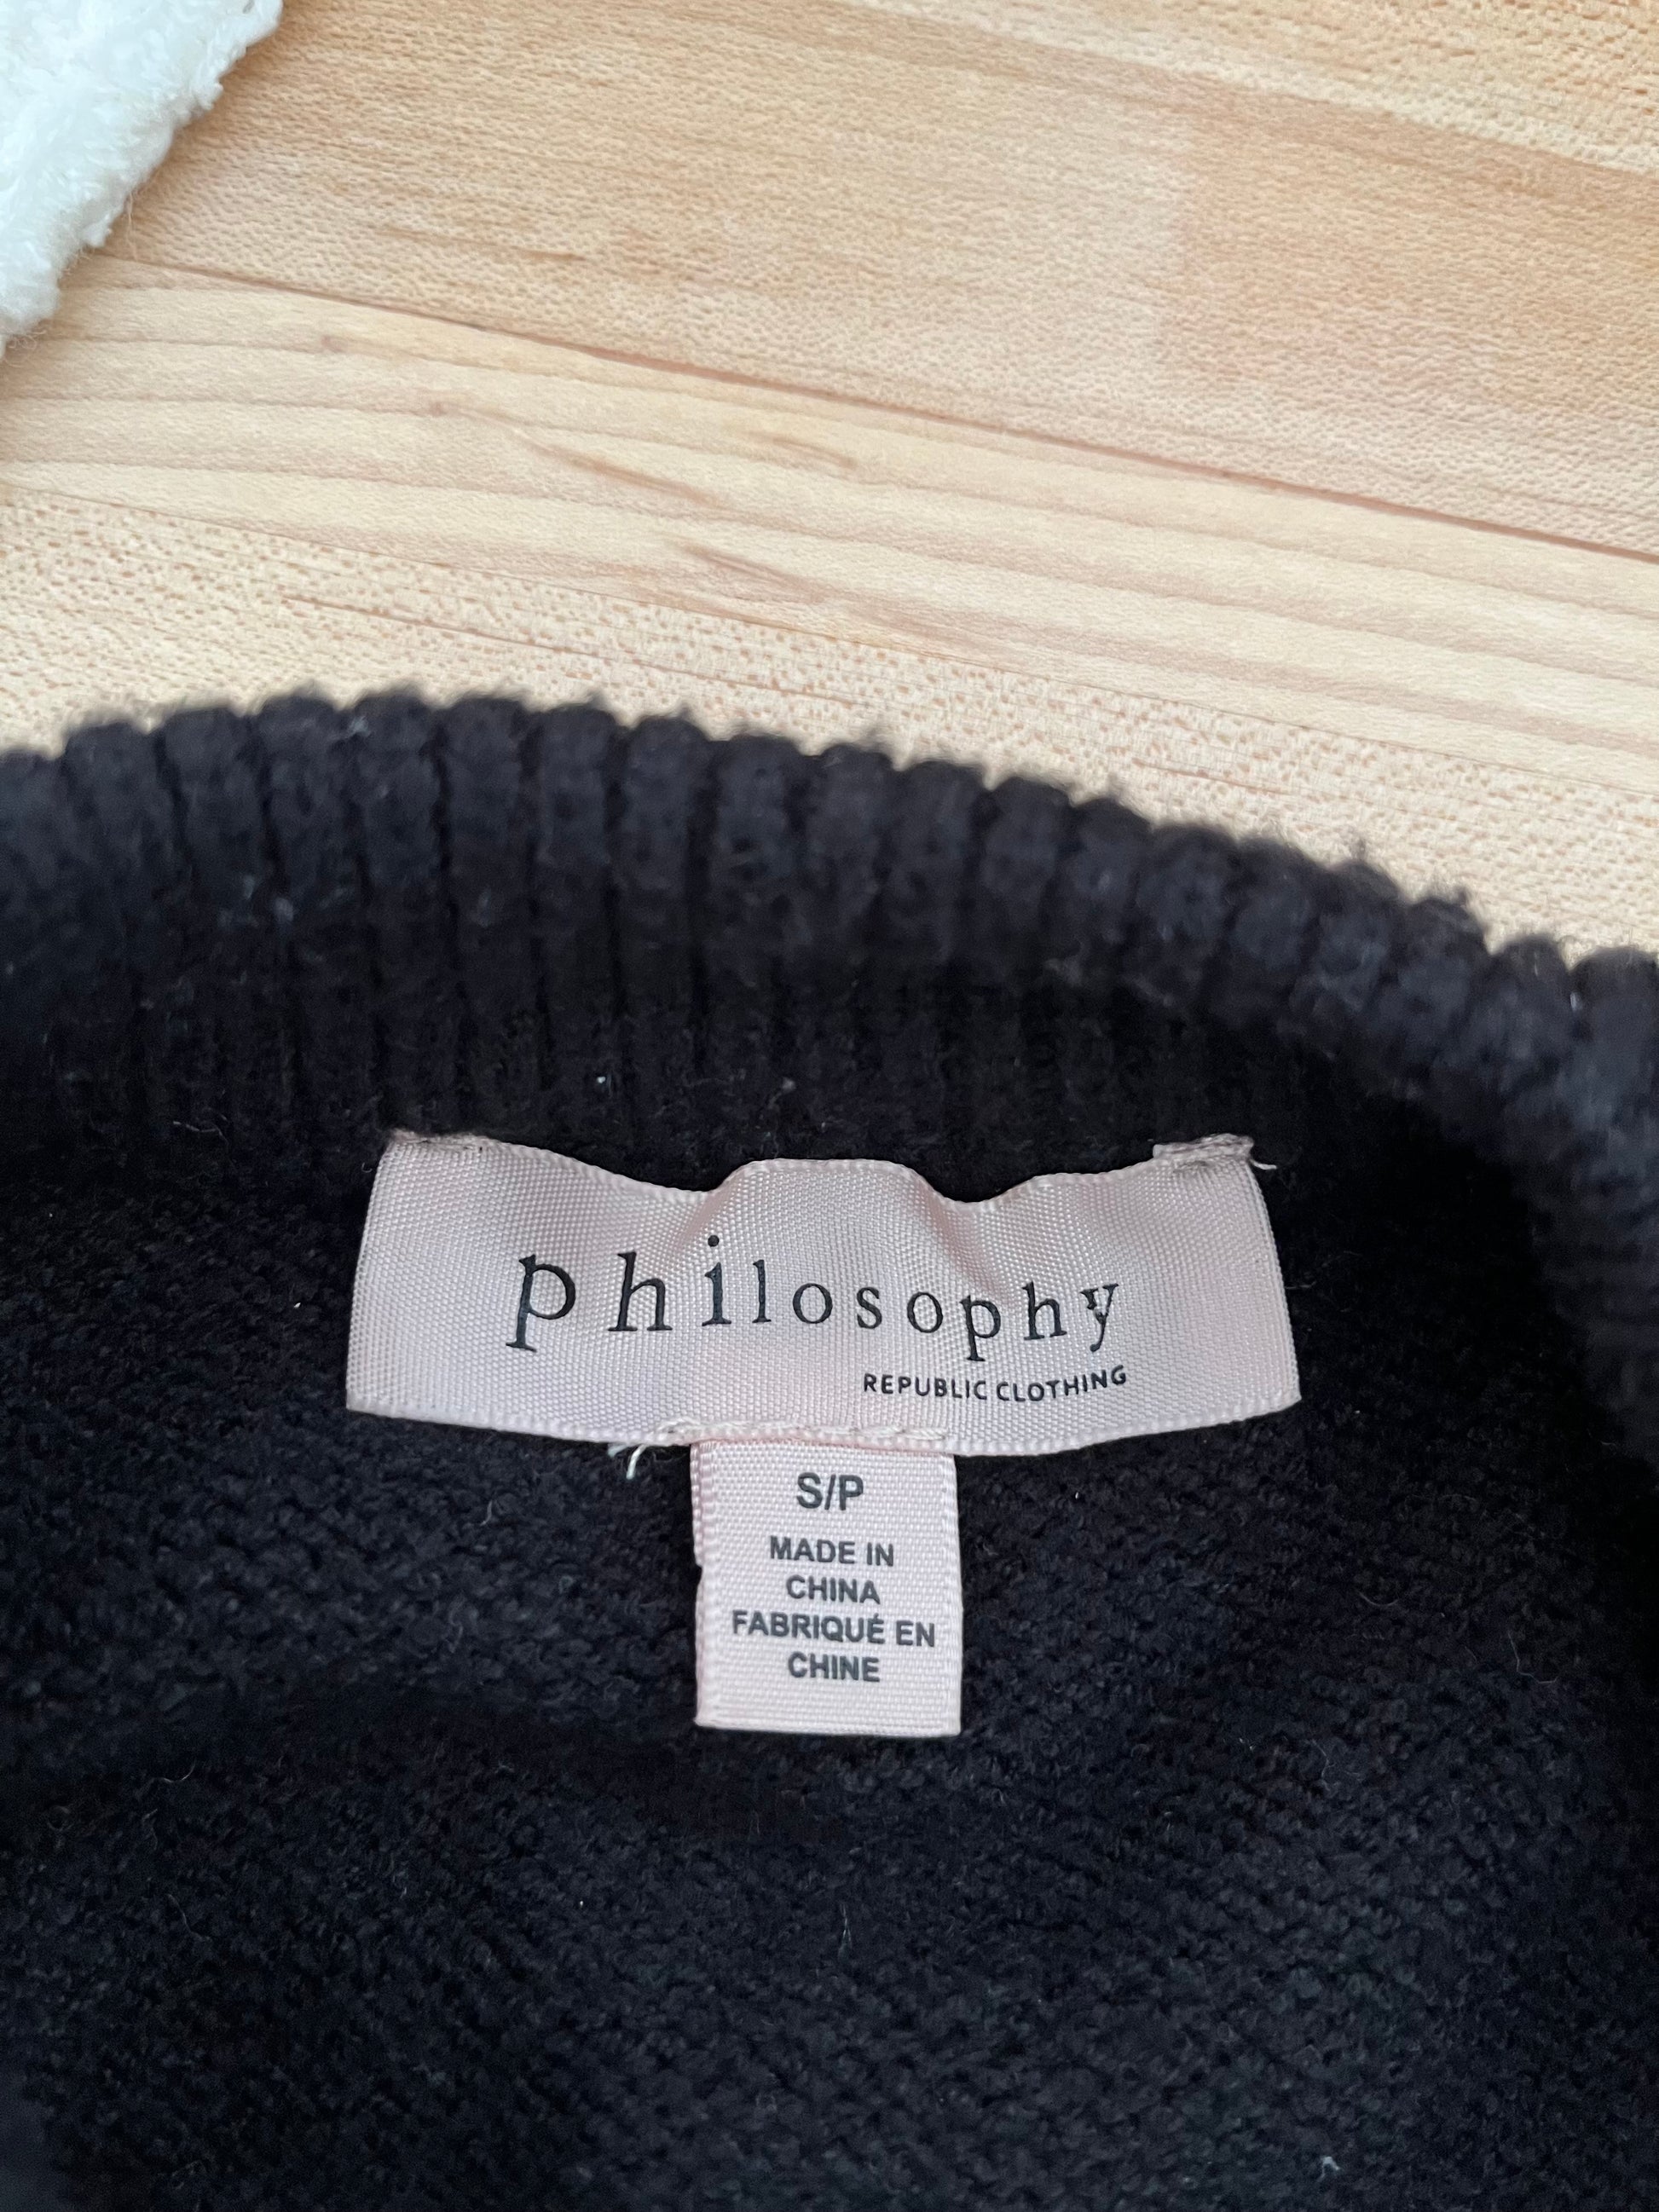 philosophy
REPUBLIC CLOTHING
S/P
MADE IN
CHINA
FABRIQUÉ EN
CHINE